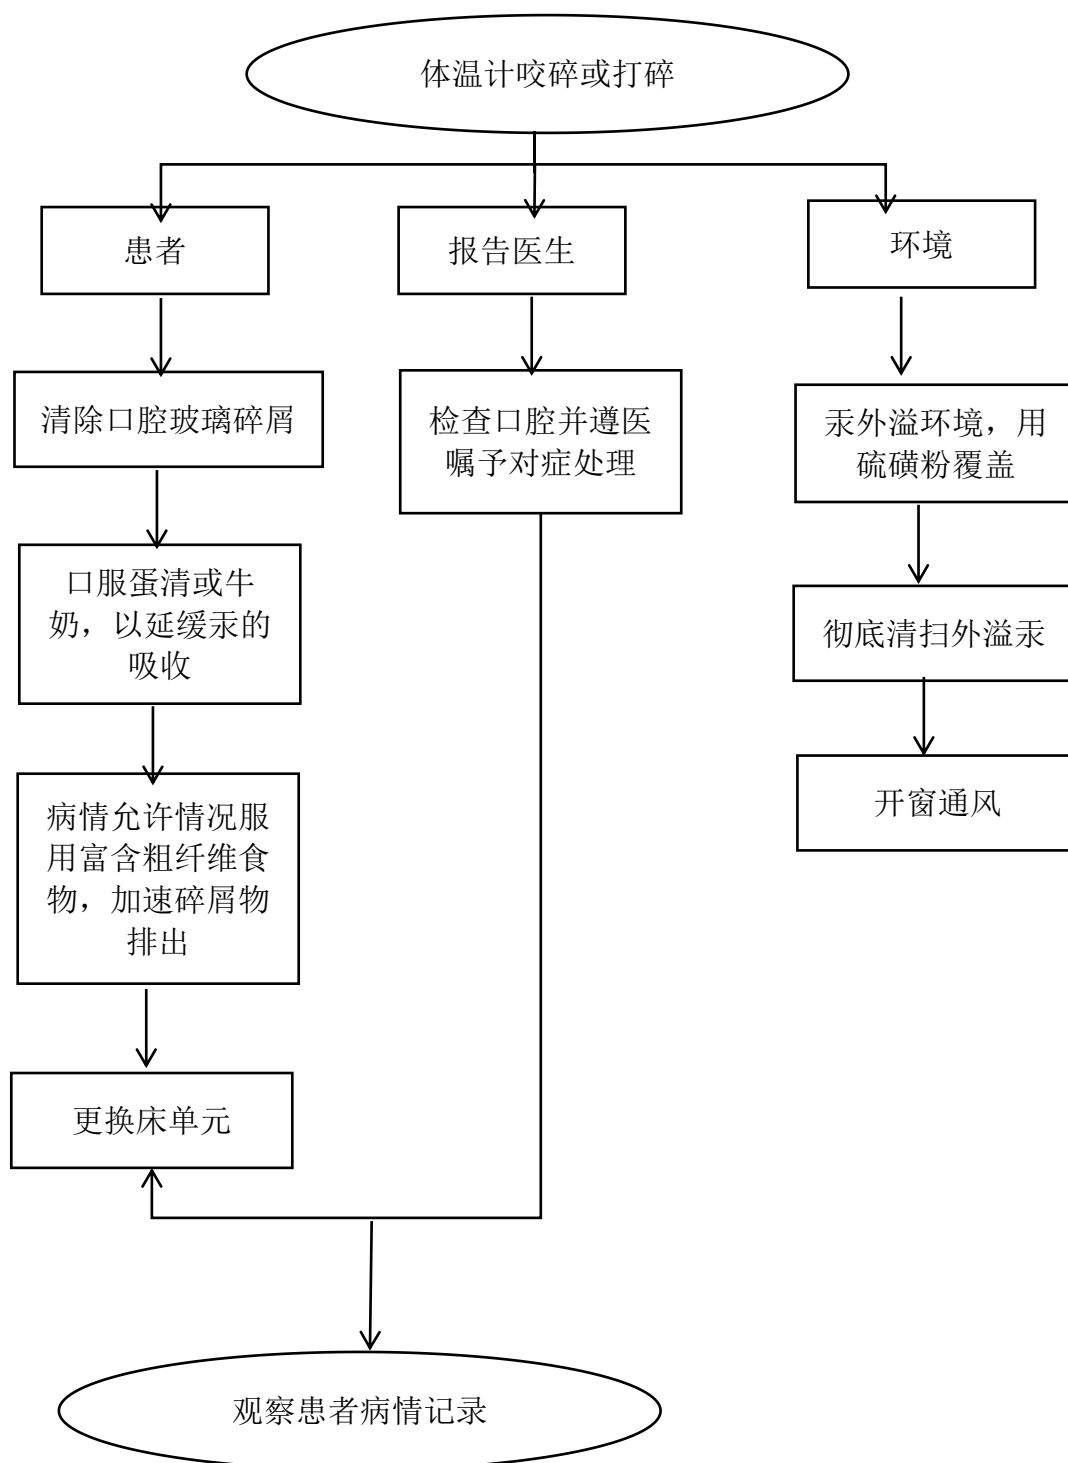 体温计咬碎或打碎
患者
报告医生
环境
清除口腔玻璃碎屑
检查口腔并遵医
嘱予对症处理
汞外溢环境，用
硫磺粉覆盖
口服蛋清或牛
奶，以延缓汞的
吸收
彻底清扫外溢汞
病情允许情况服
用富含粗纤维食
物，加速碎屑物
排出
开窗通风
更换床单元
观察患者病情记录